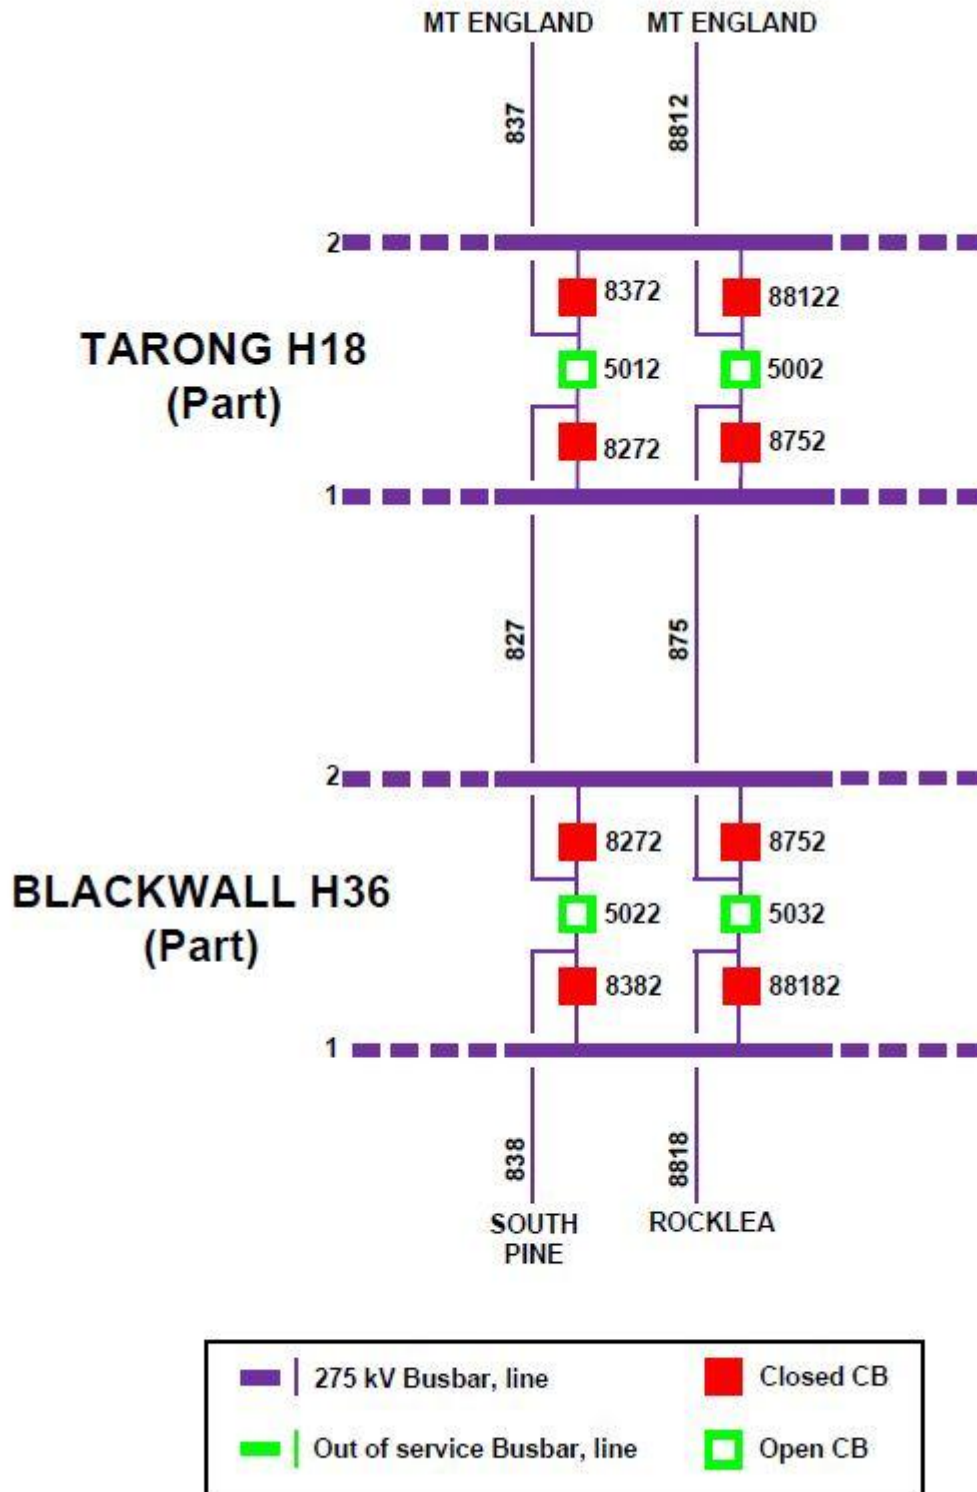 MT ENGLAND MT ENGLAND
837
8812
2
8372
88122
TARONG H18
(Part)
5012
5002
8272
8752
1
827
875
2
8272
8752
BLACKWALL H36
(Part)
5022
5032
8382
88182
1
838
8818
SOUTH
PINE
ROCKLEA
275 kV Busbar, line
Closed CB
Out of service Busbar, line
Open CB